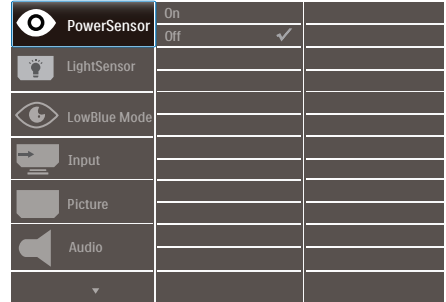 PowerSensor
On
Off
LightSensor
LowBlue Mode
Input
Picture
Audio